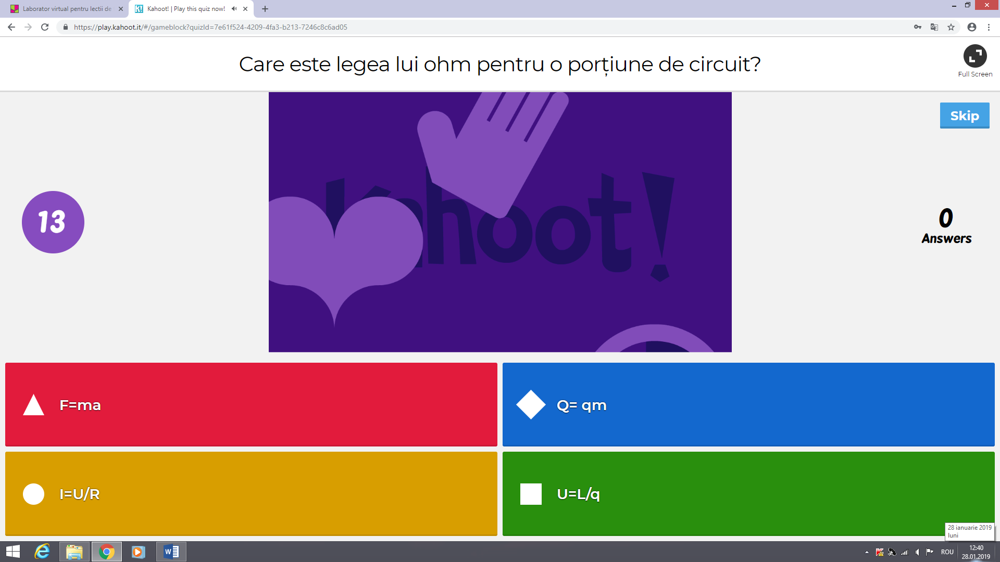 Laborator virtual pentru lectii de
Kahoot! | Play this quiz now!
https://play.kahoot.it/#/gameblock?quizId=7e61f524-4209-4fa3-b213-7246c8c6ad05
Care este legea lui ohm pentru o porțiune de circuit?
Full Screen
Skip
Kahoot!
13
0
Answers
F=ma
Q= qm
I=U/R
U=L/q
28 ianuarie 2019
luni
ROU
12:40
28.01.2019